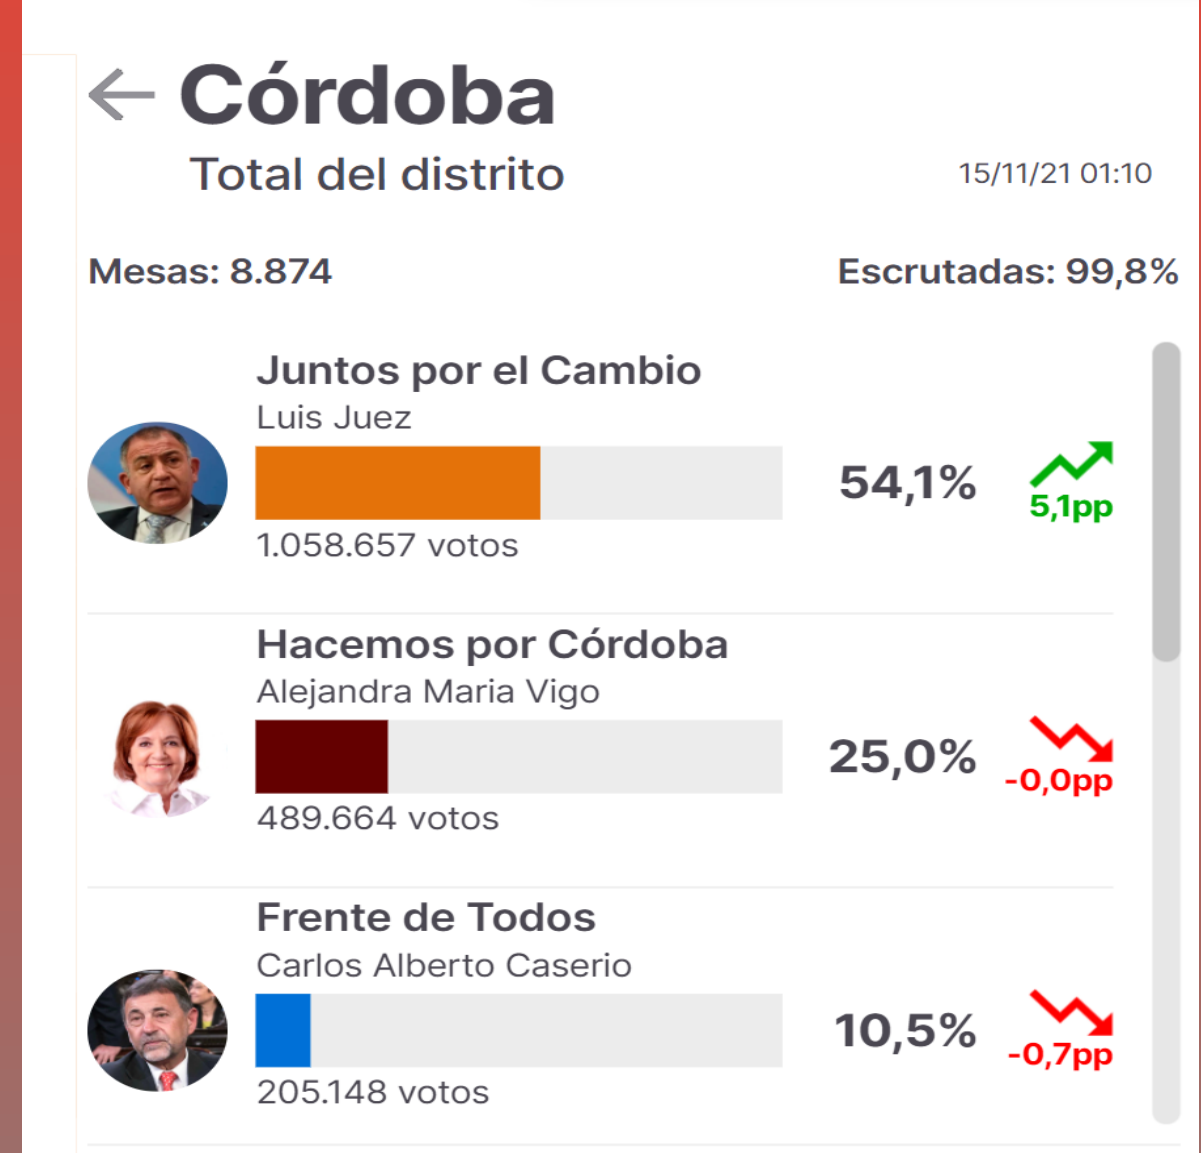 Córdoba
Total del distrito
15/11/21 01:10
Mesas: 8.874
Escrutadas: 99,8%
Juntos por el Cambio
Luis Juez
54,1%
5,1pp
1.058.657 votos
Hacemos por Córdoba
Alejandra Maria Vigo
25,0%
-0,0pp
489.664 votos
Frente de Todos
Carlos Alberto Caserio
10,5%
-0,7pp
205.148 votos